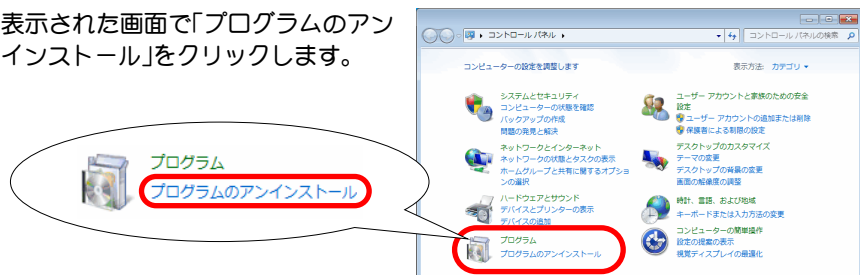 表示された画面で「プログラムのアン
インストール」をクリックします。
プログラム
プログラムのアンインストール
コントロール パネル
コントロール パネルの検索
コンピューターの設定を調整します
表示方法: カテゴリ
システムとセキュリティ
コンピューターの状態を確認
バックアップの作成
問題の発見と解決
ネットワークとインターネット
ネットワークの状態とタスクの表示
ホームグループと共有に関するオプショ
ンの選択
ハードウェアとサウンド
デバイスとプリンターの表示
デバイスの追加
プログラム
プログラムのアンインストール
ユーザー アカウントと家族のための安全
設定
ユーザー アカウントの追加または削除
保護者による制限の設定
デスクトップのカスタマイズ
テーマの変更
デスクトップの背景の変更
画面の解像度の調整
時計、言語、および地域
キーボードまたは入力方法の変更
コンピューターの簡単操作
設定の提案の表示
視覚ディスプレイの最適化